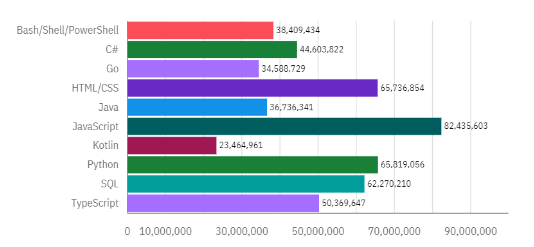 Bash/Shell/PowerShell 38,409,434
C# 44,603,822
Go 34,588,729
HTML/CSS 65,736,854
Java 36,736,341
JavaScript 82,435,603
Kotlin 23,464,961
Python 65,819,056
SQL 62,270,210
TypeScript 50,369,647
0 10,000,000 30,000,000 50,000,000 70,000,000 90,000,000